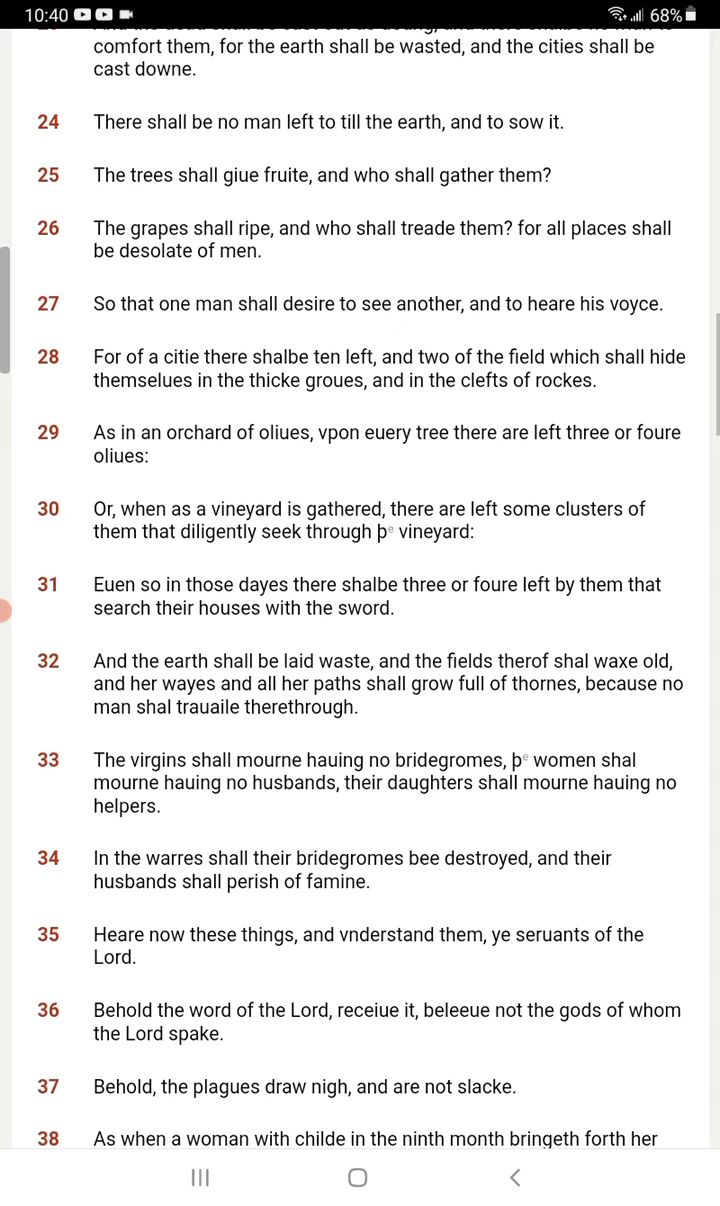 10:40 68%
comfort them, for the earth shall be wasted, and the cities shall be
cast downe.
24 There shall be no man left to till the earth, and to sow it.
25 The trees shall giue fruite, and who shall gather them?
26 The grapes shall ripe, and who shall treade them? for all places shall
be desolate of men.
27 So that one man shall desire to see another, and to heare his voyce.
28 For of a citie there shalbe ten left, and two of the field which shall hide
themselues in the thicke groues, and in the clefts of rockes.
29 As in an orchard of oliues, vpon euery tree there are left three or foure
oliues:
30 Or, when as a vineyard is gathered, there are left some clusters of
them that diligently seek through þᵉ vineyard:
31 Euen so in those dayes there shalbe three or foure left by them that
search their houses with the sword.
32 And the earth shall be laid waste, and the fields therof shal waxe old,
and her wayes and all her paths shall grow full of thornes, because no
man shal trauaile therethrough.
33 The virgins shall mourne hauing no bridegromes, þᵉ women shal
mourne hauing no husbands, their daughters shall mourne hauing no
helpers.
34 In the warres shall their bridegromes bee destroyed, and their
husbands shall perish of famine.
35 Heare now these things, and vnderstand them, ye seruants of the
Lord.
36 Behold the word of the Lord, receiue it, beleeue not the gods of whom
the Lord spake.
37 Behold, the plagues draw nigh, and are not slacke.
38 As when a woman with childe in the ninth month bringeth forth her